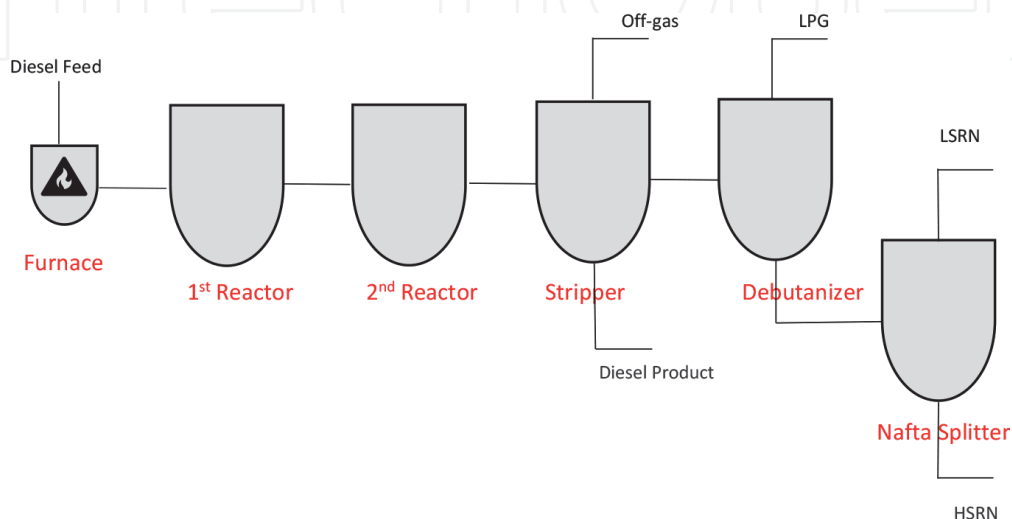 Off-gas
LPG
Diesel Feed
LSRN
Furnace
1st Reactor
2nd Reactor
Stripper
Debutanizer
Diesel Product
Nafta Splitter
HSRN